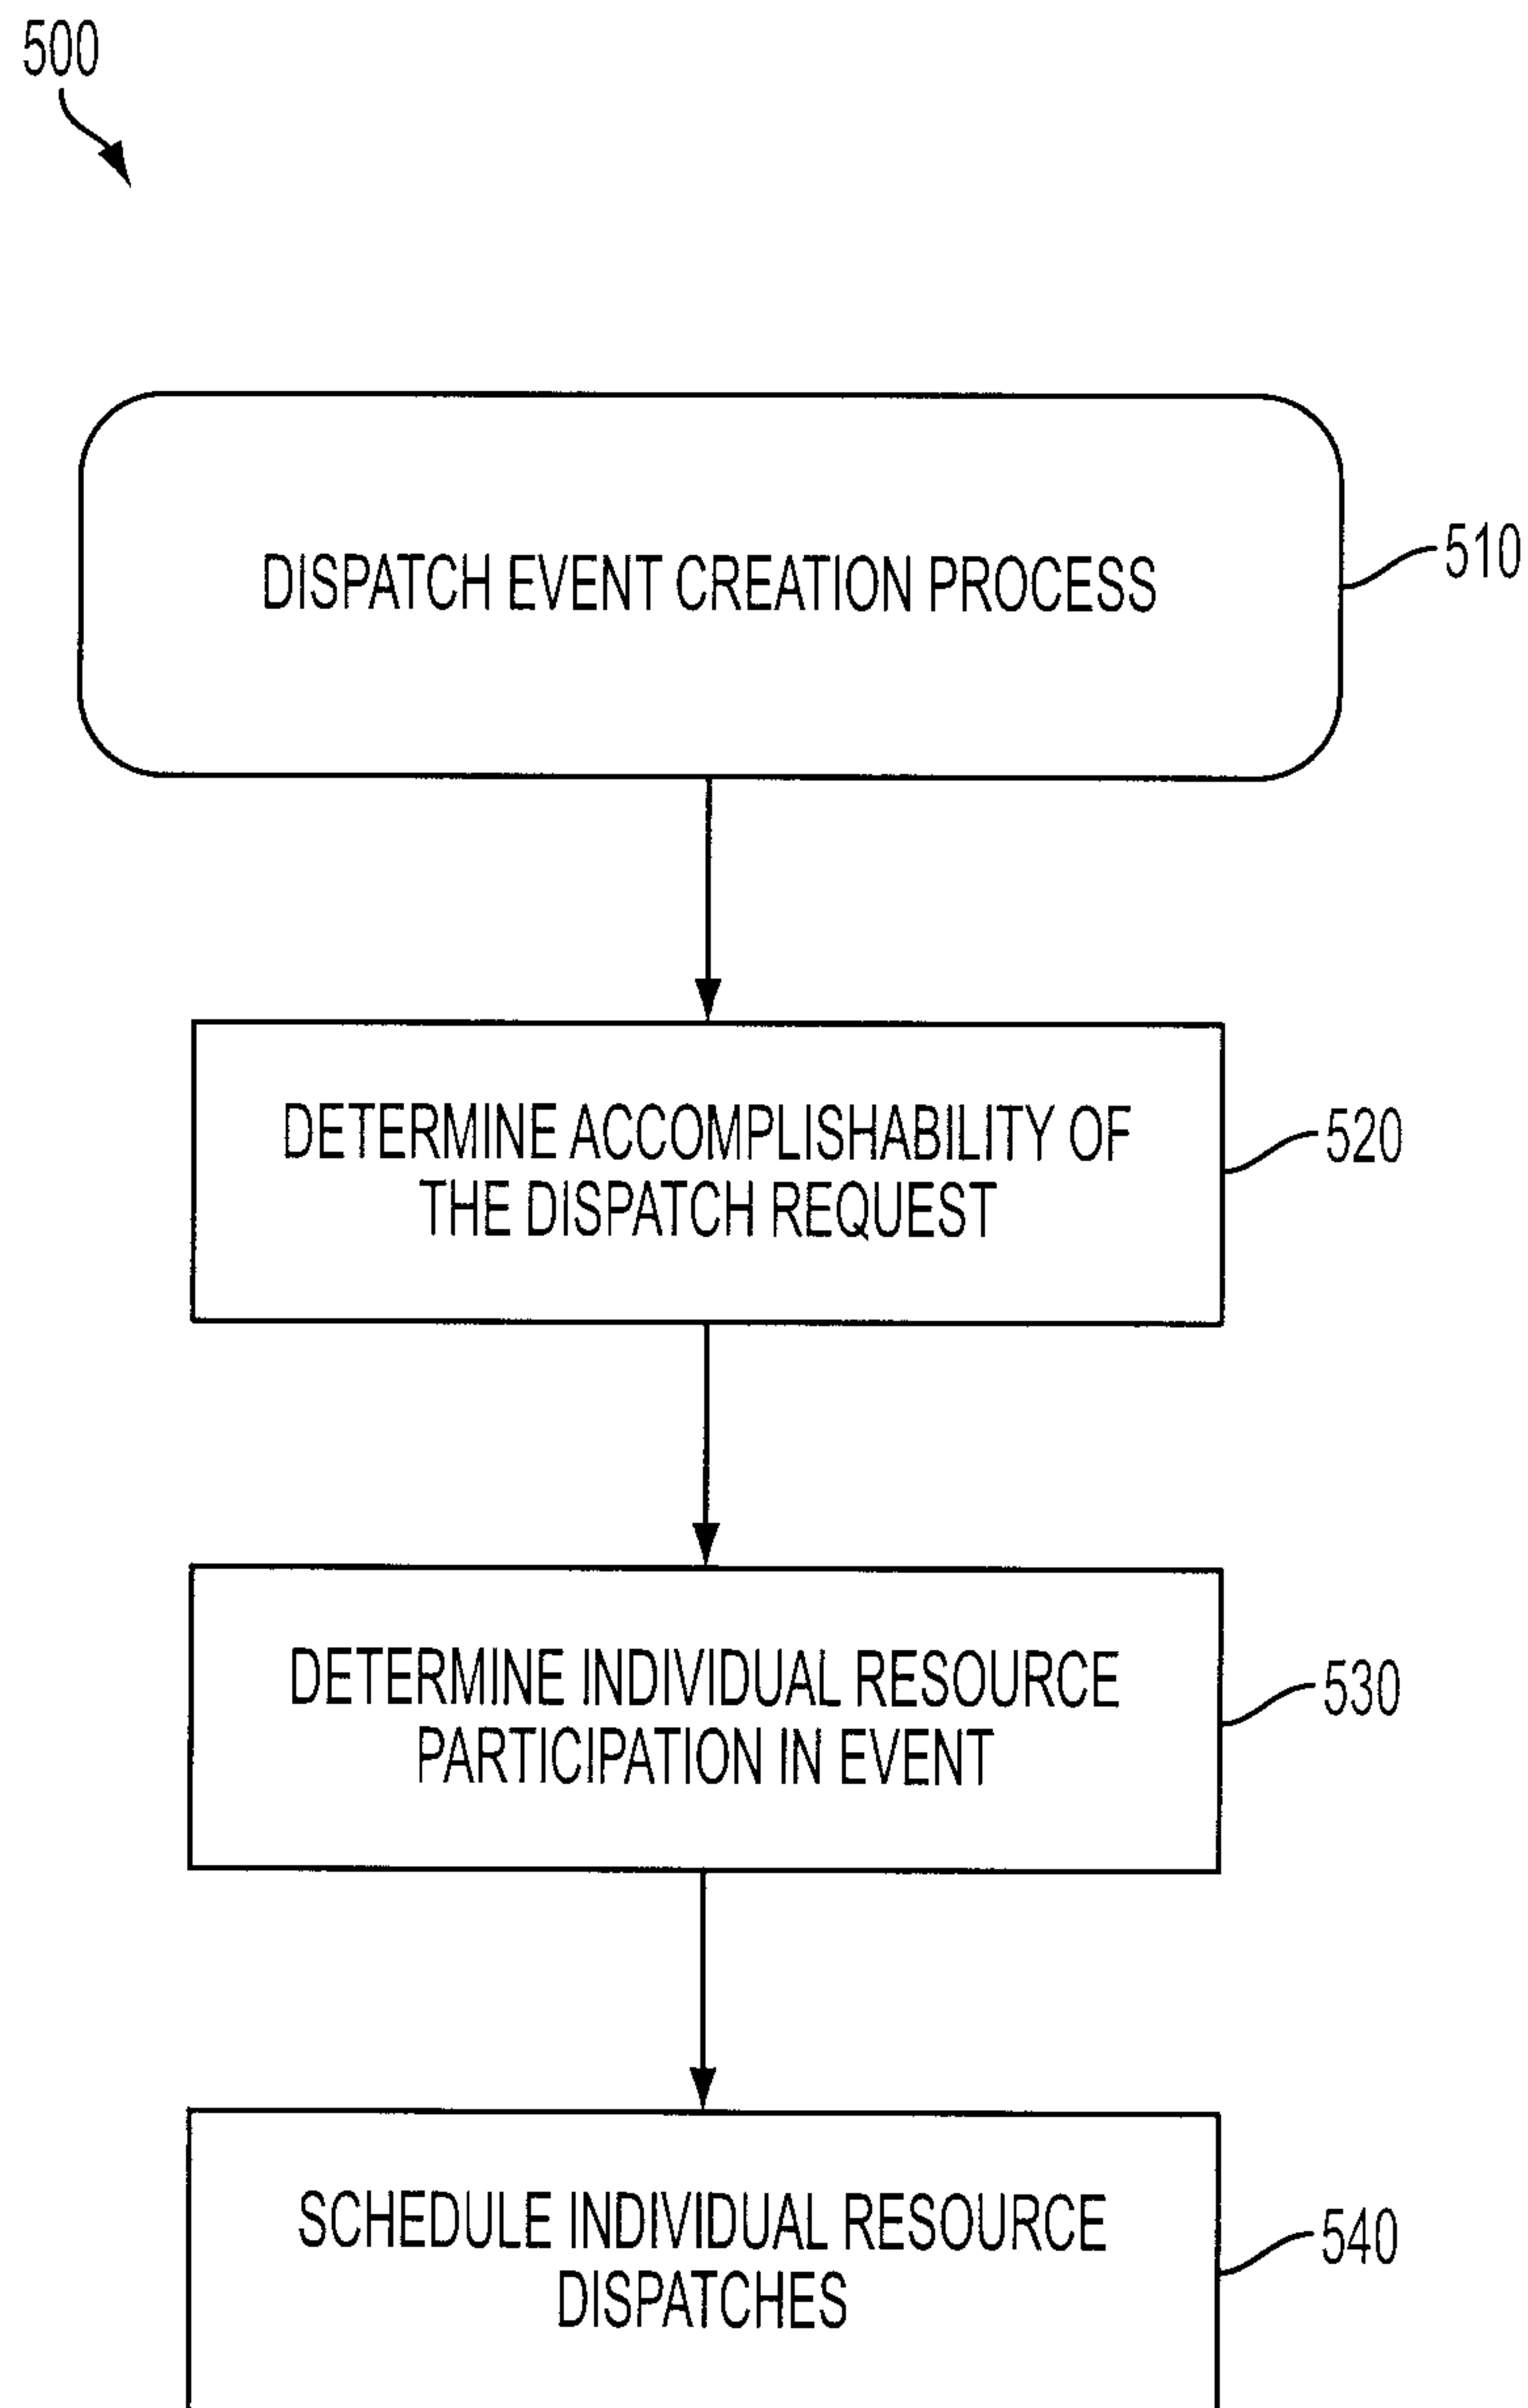 500
DISPATCH EVENT CREATION PROCESS
510
DETERMINE ACCOMPLISHABILITY OF
THE DISPATCH REQUEST
520
DETERMINE INDIVIDUAL RESOURCE
PARTICIPATION IN EVENT
530
SCHEDULE INDIVIDUAL RESOURCE
DISPATCHES
540